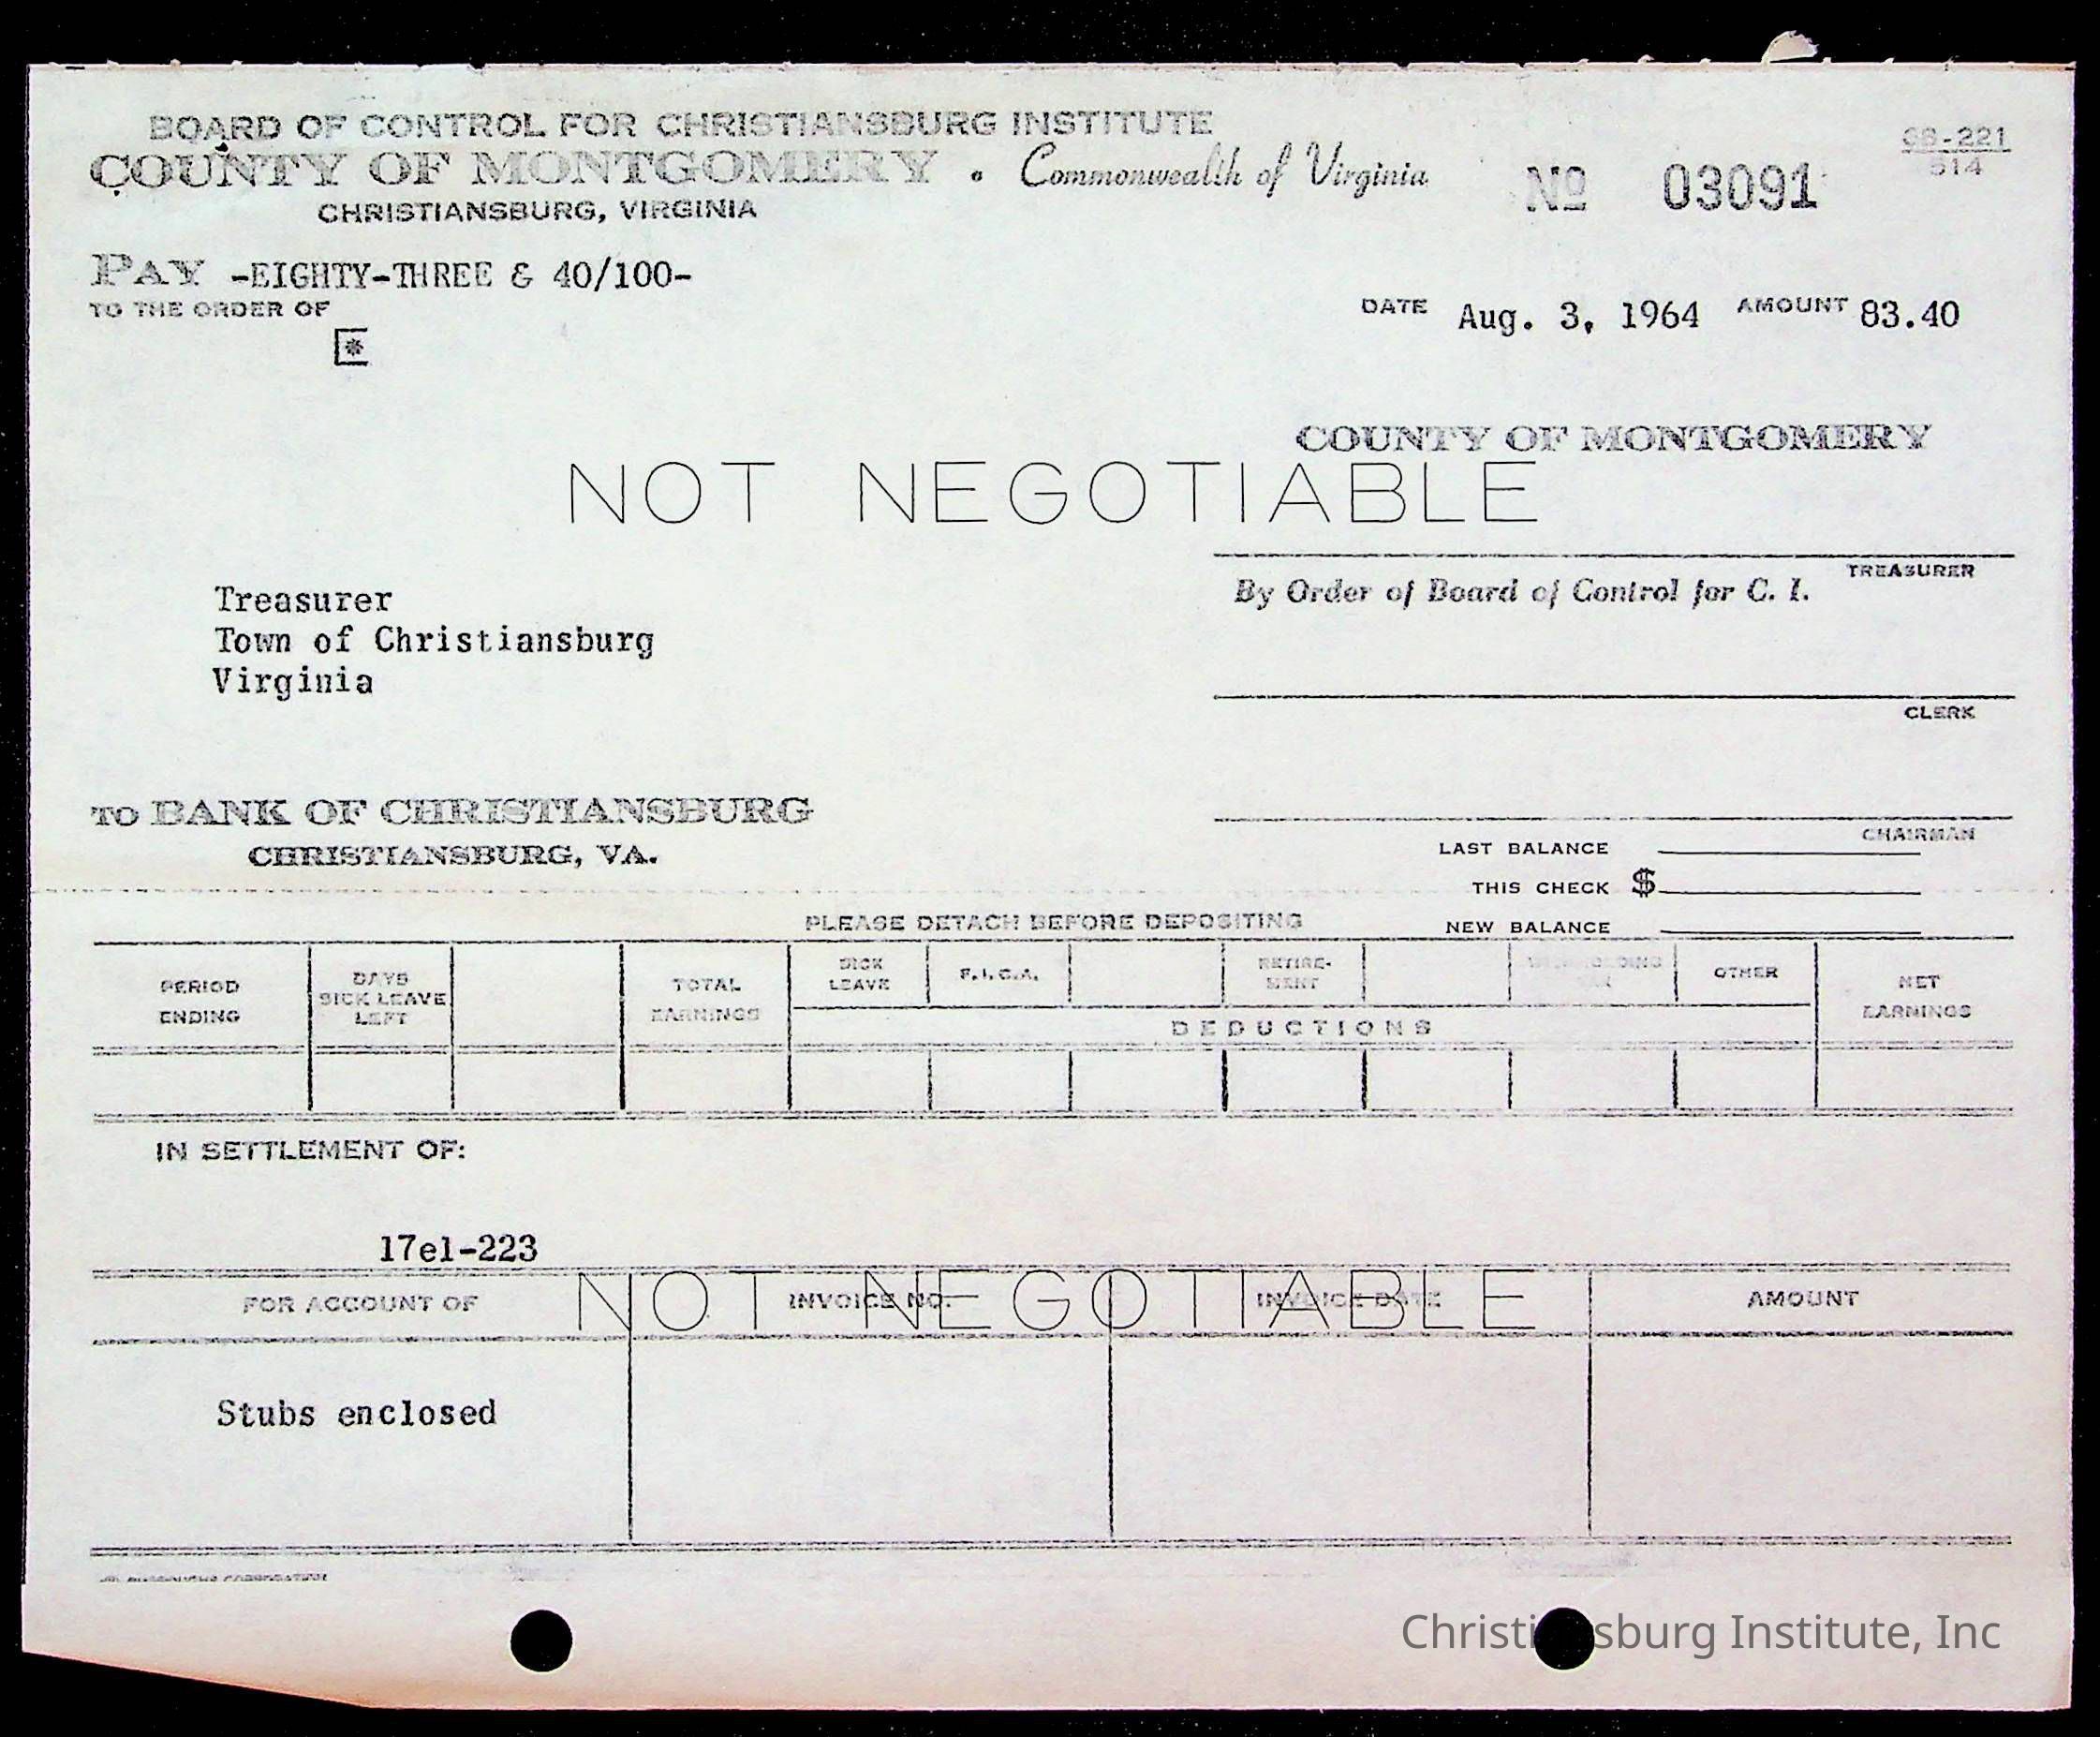 BOARD OF CONTROL FOR CHRISTIANSBURG INSTITUTE
COUNTY OF MONTGOMERY • Commonwealth of Virginia
CHRISTIANSBURG, VIRGINIA
No 03091
68-221
514
PAY -EIGHTY-THREE & 40/100-
TO THE ORDER OF
DATE Aug. 3, 1964 AMOUNT 83.40
*
COUNTY OF MONTGOMERY
NOT NEGOTIABLE
TREASURER
By Order of Board of Control for C. I.
Treasurer
Town of Christiansburg
Virginia
CLERK
TO BANK OF CHRISTIANSBURG
CHRISTIANSBURG, VA.
CHAIRMAN
LAST BALANCE
THIS CHECK $
NEW BALANCE
PLEASE DETACH BEFORE DEPOSITING
PERIOD ENDING
DAYS SICK LEAVE LEFT
TOTAL EARNINGS
SICK LEAVE
F.I.C.A.
RETIRE-MENT
OTHER
NET EARNINGS
DEDUCTIONS
IN SETTLEMENT OF:
17el-223
NOT NEGOTIABLE
FOR ACCOUNT OF INVOICE NO. INVOICE DATE AMOUNT
Stubs enclosed
BURROUGHS CORPORATION
Christiansburg Institute, Inc